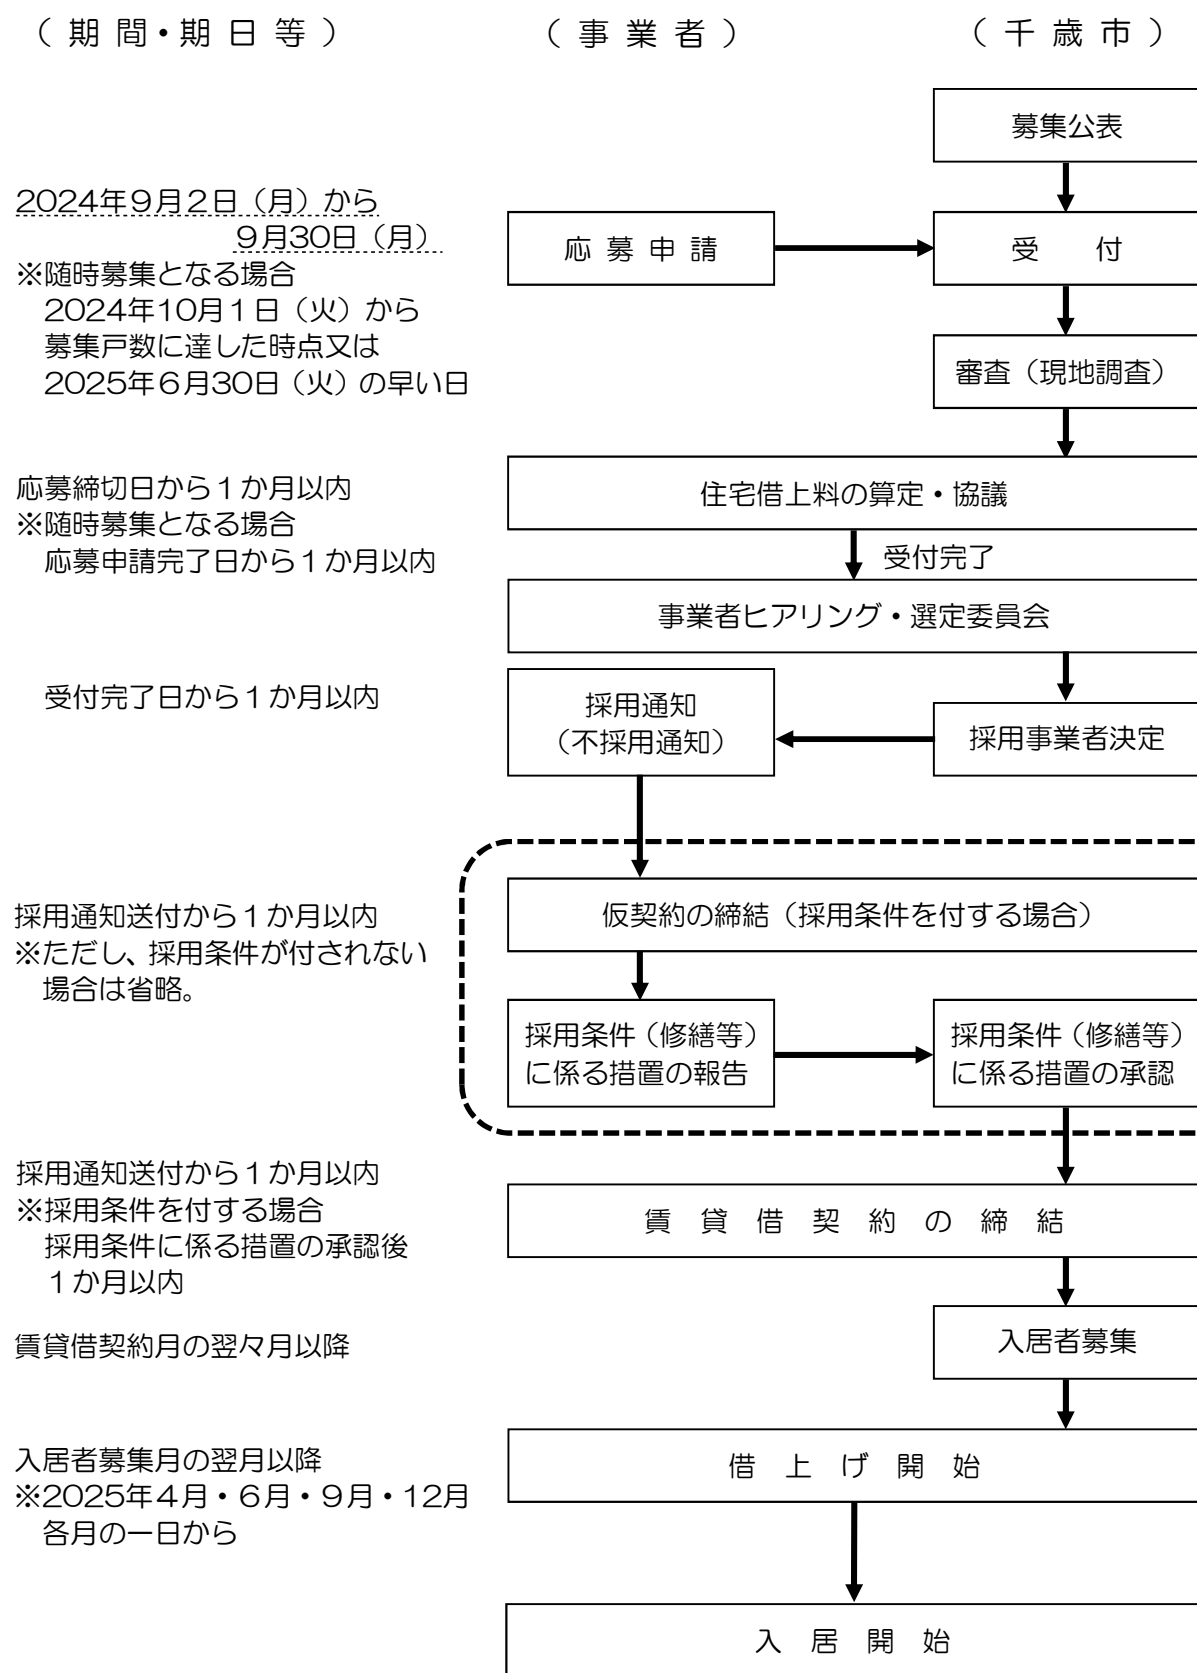 （期間・期日等）
（事業者）
（千歳市）
募集公表
2024年９月２日（月）から
９月30日（月）
※随時募集となる場合
2024年10月１日（火）から
募集戸数に達した時点又は
2025年６月30日（火）の早い日
応募申請
受　付
審査（現地調査）
応募締切日から１か月以内
※随時募集となる場合
応募申請完了日から１か月以内
住宅借上料の算定・協議
受付完了
事業者ヒアリング・選定委員会
受付完了日から１か月以内
採用通知
（不採用通知）
採用事業者決定
採用通知送付から１か月以内
※ただし、採用条件が付されない
場合は省略。
仮契約の締結（採用条件を付する場合）
採用条件（修繕等）
に係る措置の報告
採用条件（修繕等）
に係る措置の承認
採用通知送付から１か月以内
※採用条件を付する場合
採用条件に係る措置の承認後
１か月以内
賃貸借契約の締結
賃貸借契約月の翌々月以降
入居者募集
入居者募集月の翌月以降
※2025年４月・６月・９月・12月
各月の一日から
借上げ開始
入居開始